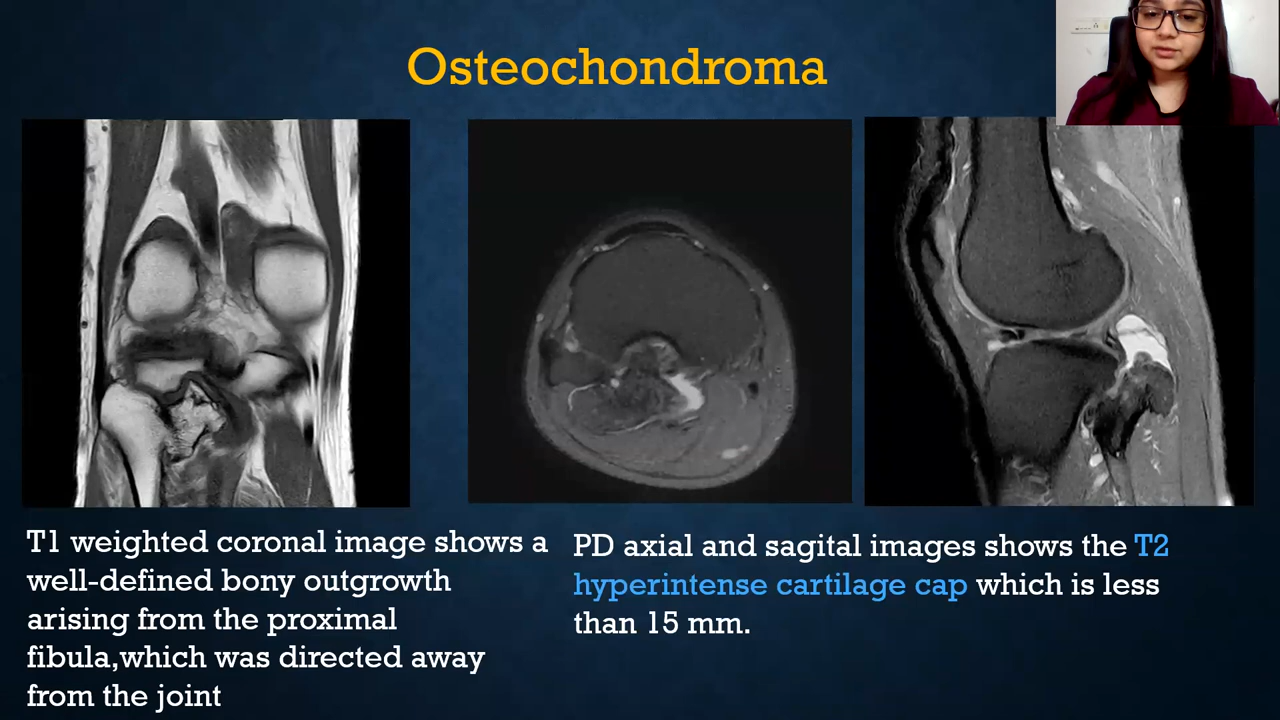 Osteochondroma
T1 weighted coronal image shows a
well-defined bony outgrowth
arising from the proximal
fibula,which was directed away
from the joint
PD axial and sagital images shows the T2
hyperintense cartilage cap which is less
than 15 mm.